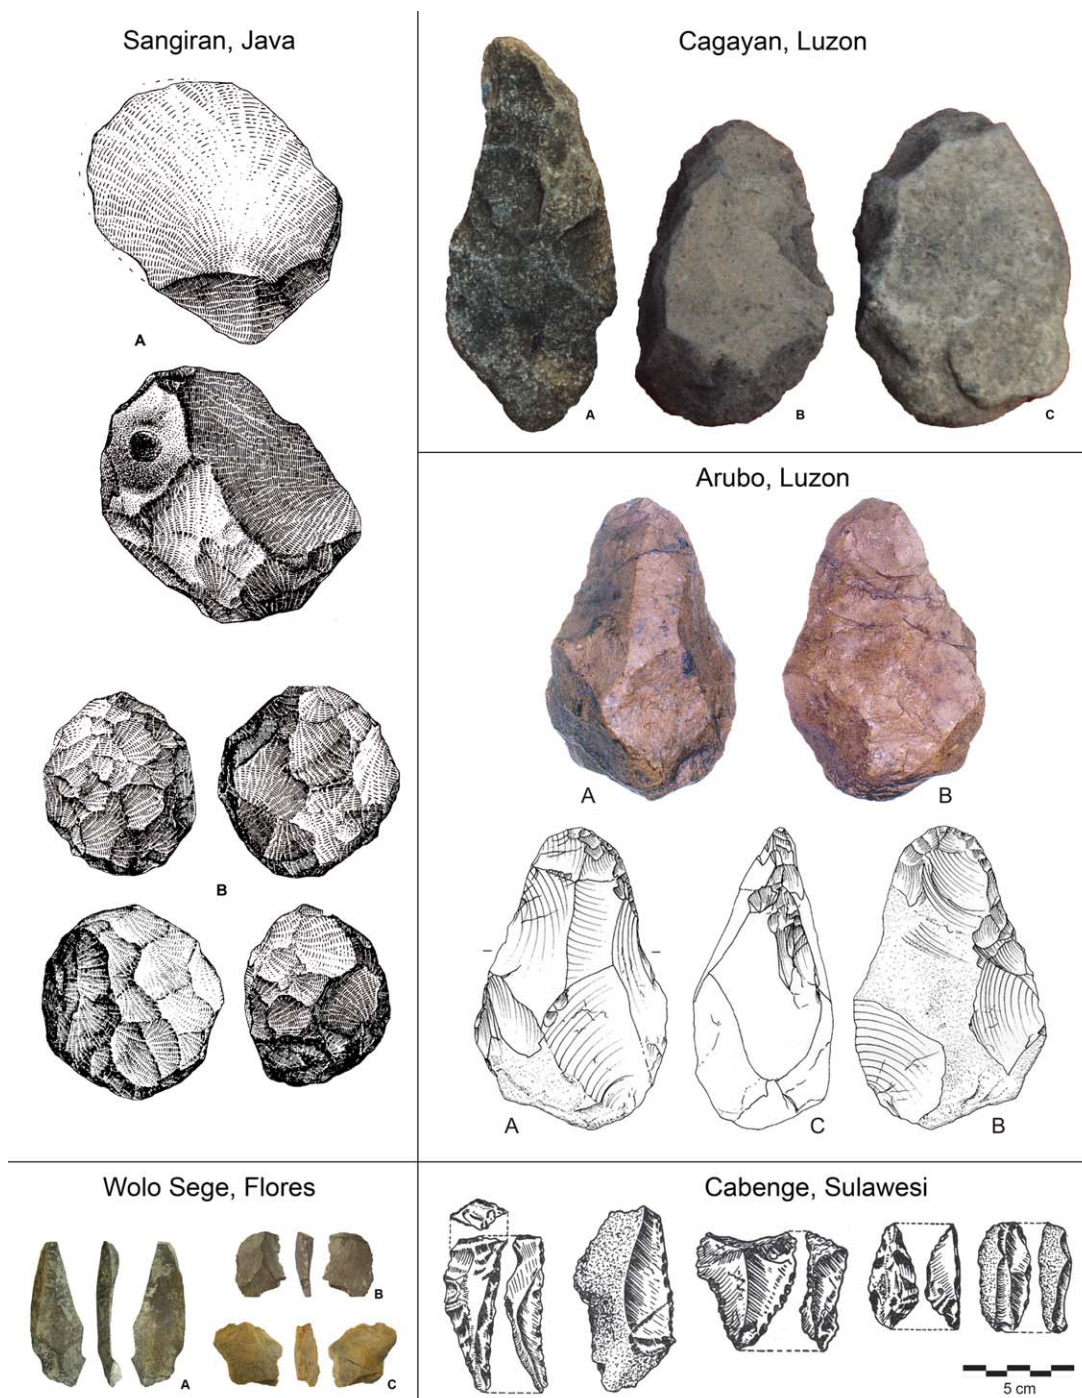 Sangiran, Java
A
B
Cagayan, Luzon
A
B
C
Arubo, Luzon
A
B
A
C
B
Wolo Sege, Flores
A
B
C
Cabenge, Sulawesi
5 cm